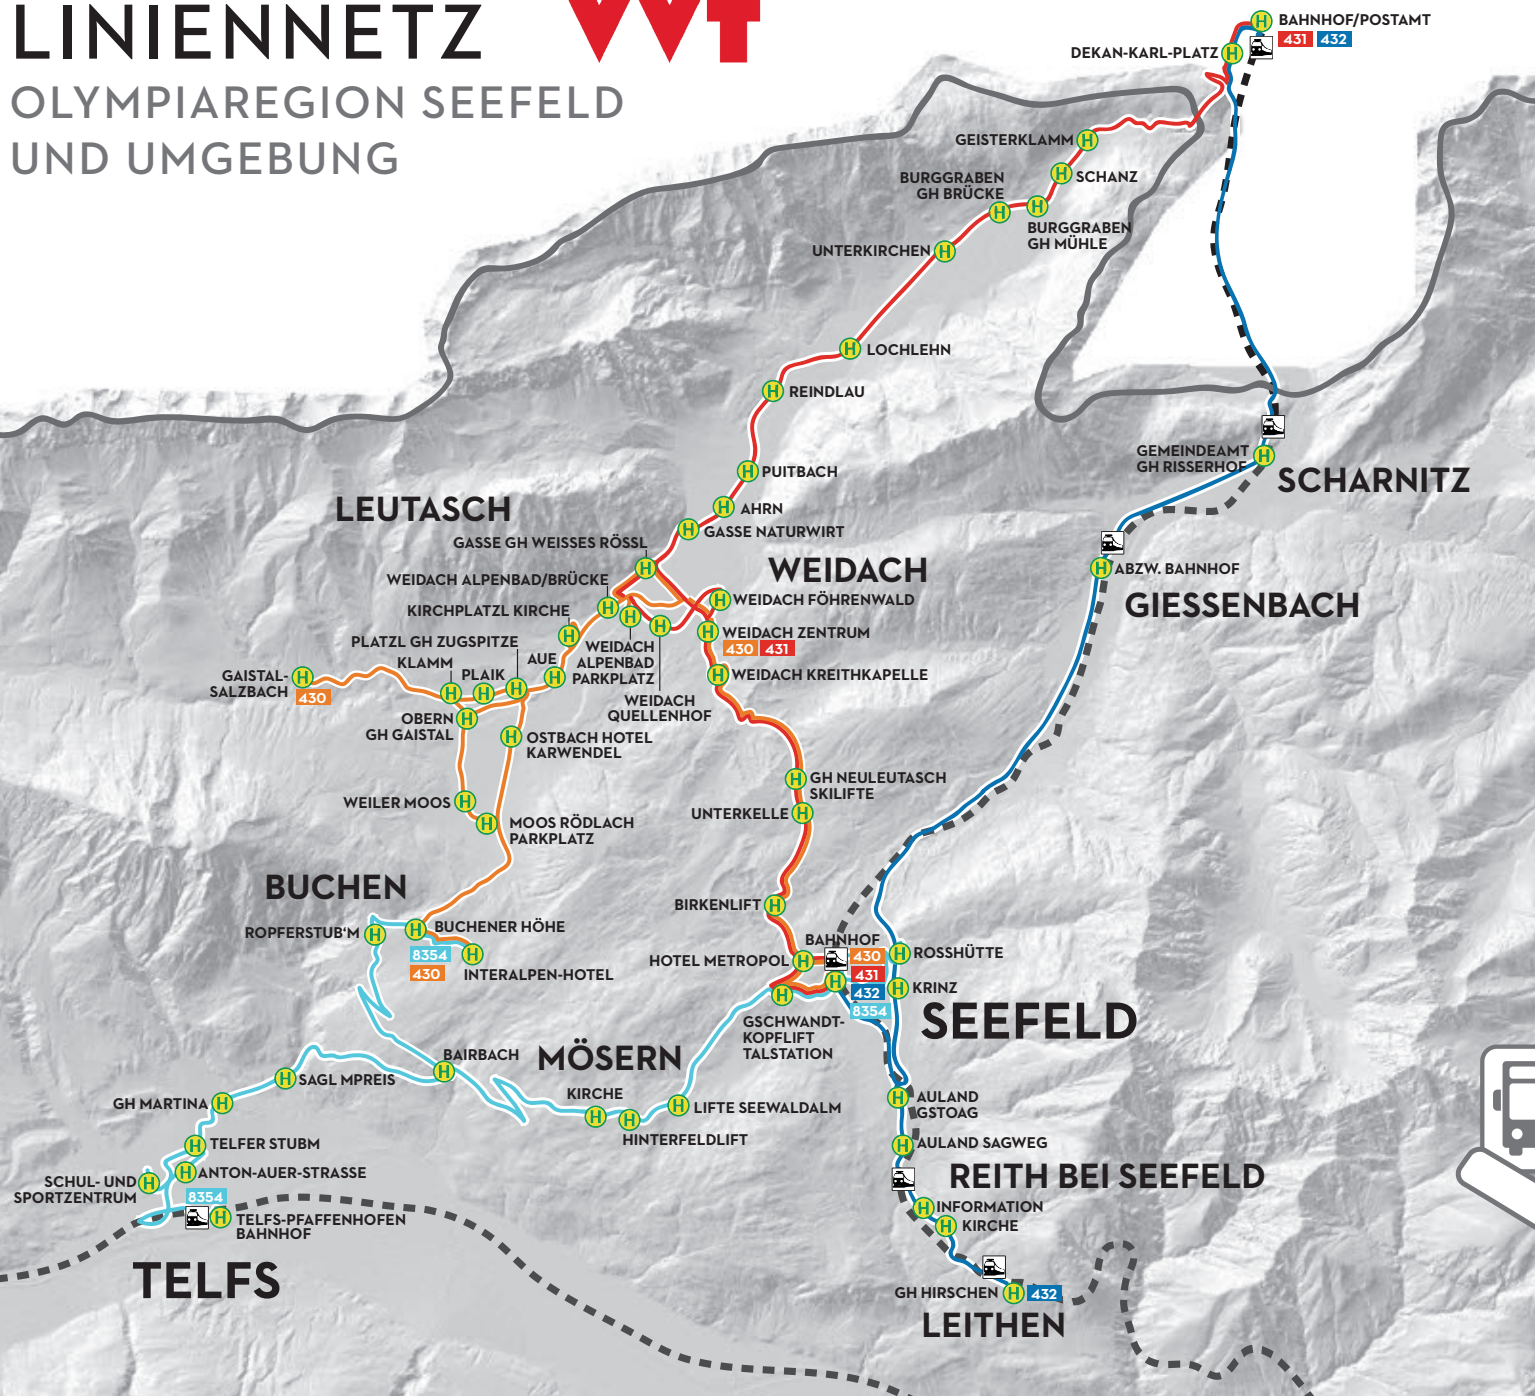 LINIENNETZ
VVT
OLYMPIAREGION SEEFELD
UND UMGEBUNG
BAHNHOF/POSTAMT
431 432
DEKAN-KARL-PLATZ
GEISTERKLAMM
SCHANZ
BURGGRABEN
GH BRÜCKE
BURGGRABEN
GH MÜHLE
UNTERKIRCHEN
LOCHLEHN
REINDLAU
GEMEINDEAMT
GH RISSERHOF
SCHARNITZ
PUITBACH
LEUTASCH
AHRN
GASSE NATURWIRT
GASSE GH WEISSES RÖSSL
WEIDACH
ABZW. BAHNHOF
GIESSENBACH
WEIDACH ALPENBAD/BRÜCKE
WEIDACH FÖHRENWALD
KIRCHPLATZL KIRCHE
WEIDACH ZENTRUM
430 431
PLATZL GH ZUGSPITZE
WEIDACH
ALPENBAD
PARKPLATZ
KLAMM
PLAIK
AUE
GAISTAL-
SALZBACH
430
WEIDACH KREITHKAPELLE
WEIDACH
QUELLENHOF
OBERN
GH GAISTAL
OSTBACH HOTEL
KARWENDEL
GH NEULEUTASCH
SKILIFTE
WEILER MOOS
UNTERKELLE
MOOS RÖDLACH
PARKPLATZ
BUCHEN
BIRKENLIFT
ROPFERSTUB'M
BUCHENER HÖHE
8354
430
INTERALPEN-HOTEL
BAHNHOF
430
431
432
8354
HOTEL METROPOL
ROSSHÜTTE
KRINZ
SEEFELD
GSCHWANDT-
KOPFLIFT
TALSTATION
MÖSERN
BAIRBACH
SAGL MPREIS
KIRCHE
LIFTE SEEWALDALM
HINTERFELDLIFT
GH MARTINA
AULAND
GSTOAG
TELFER STUBM
AULAND SAGWEG
ANTON-AUER-STRASSE
SCHUL- UND
SPORTZENTRUM
REITH BEI SEEFELD
8354
TELFS-PFAFFENHOFEN
BAHNHOF
INFORMATION
KIRCHE
TELFS
GH HIRSCHEN
432
LEITHEN